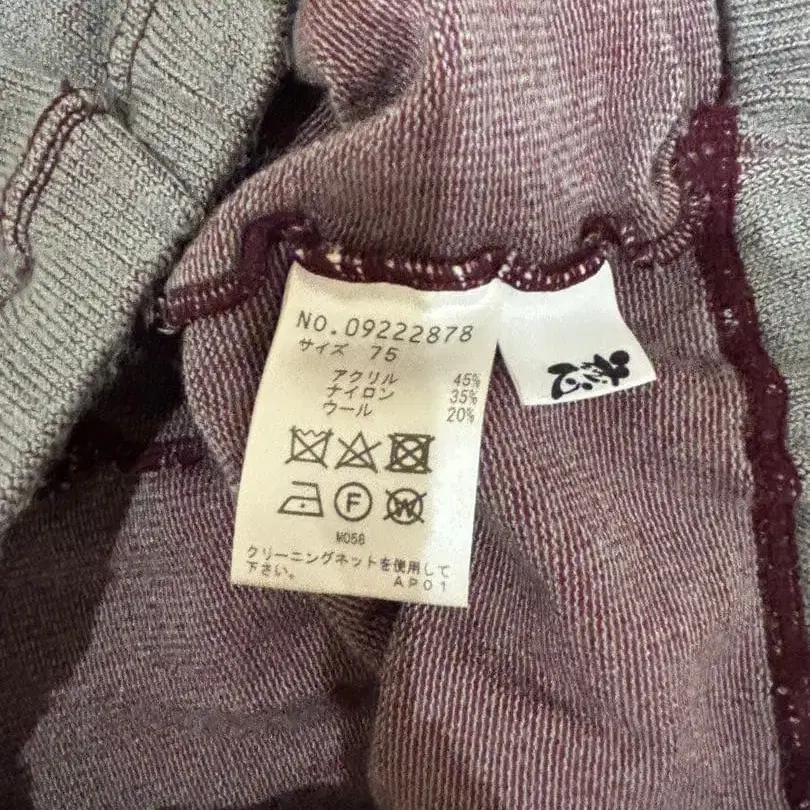 NO.09222878
サイズ 75
アクリル 45%
ナイロン 35%
ウール 20%
F
W
M056
クリーニングネットを使用して
下さい。
AP01